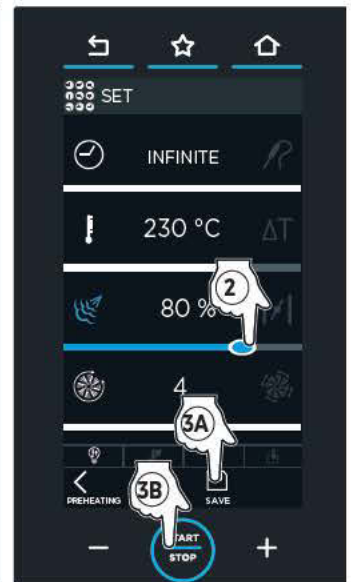 SET
INFINITE
230 °C ΔT
80 %
2
4
3A
3B
PREHEATING SAVE
START
STOP
− +